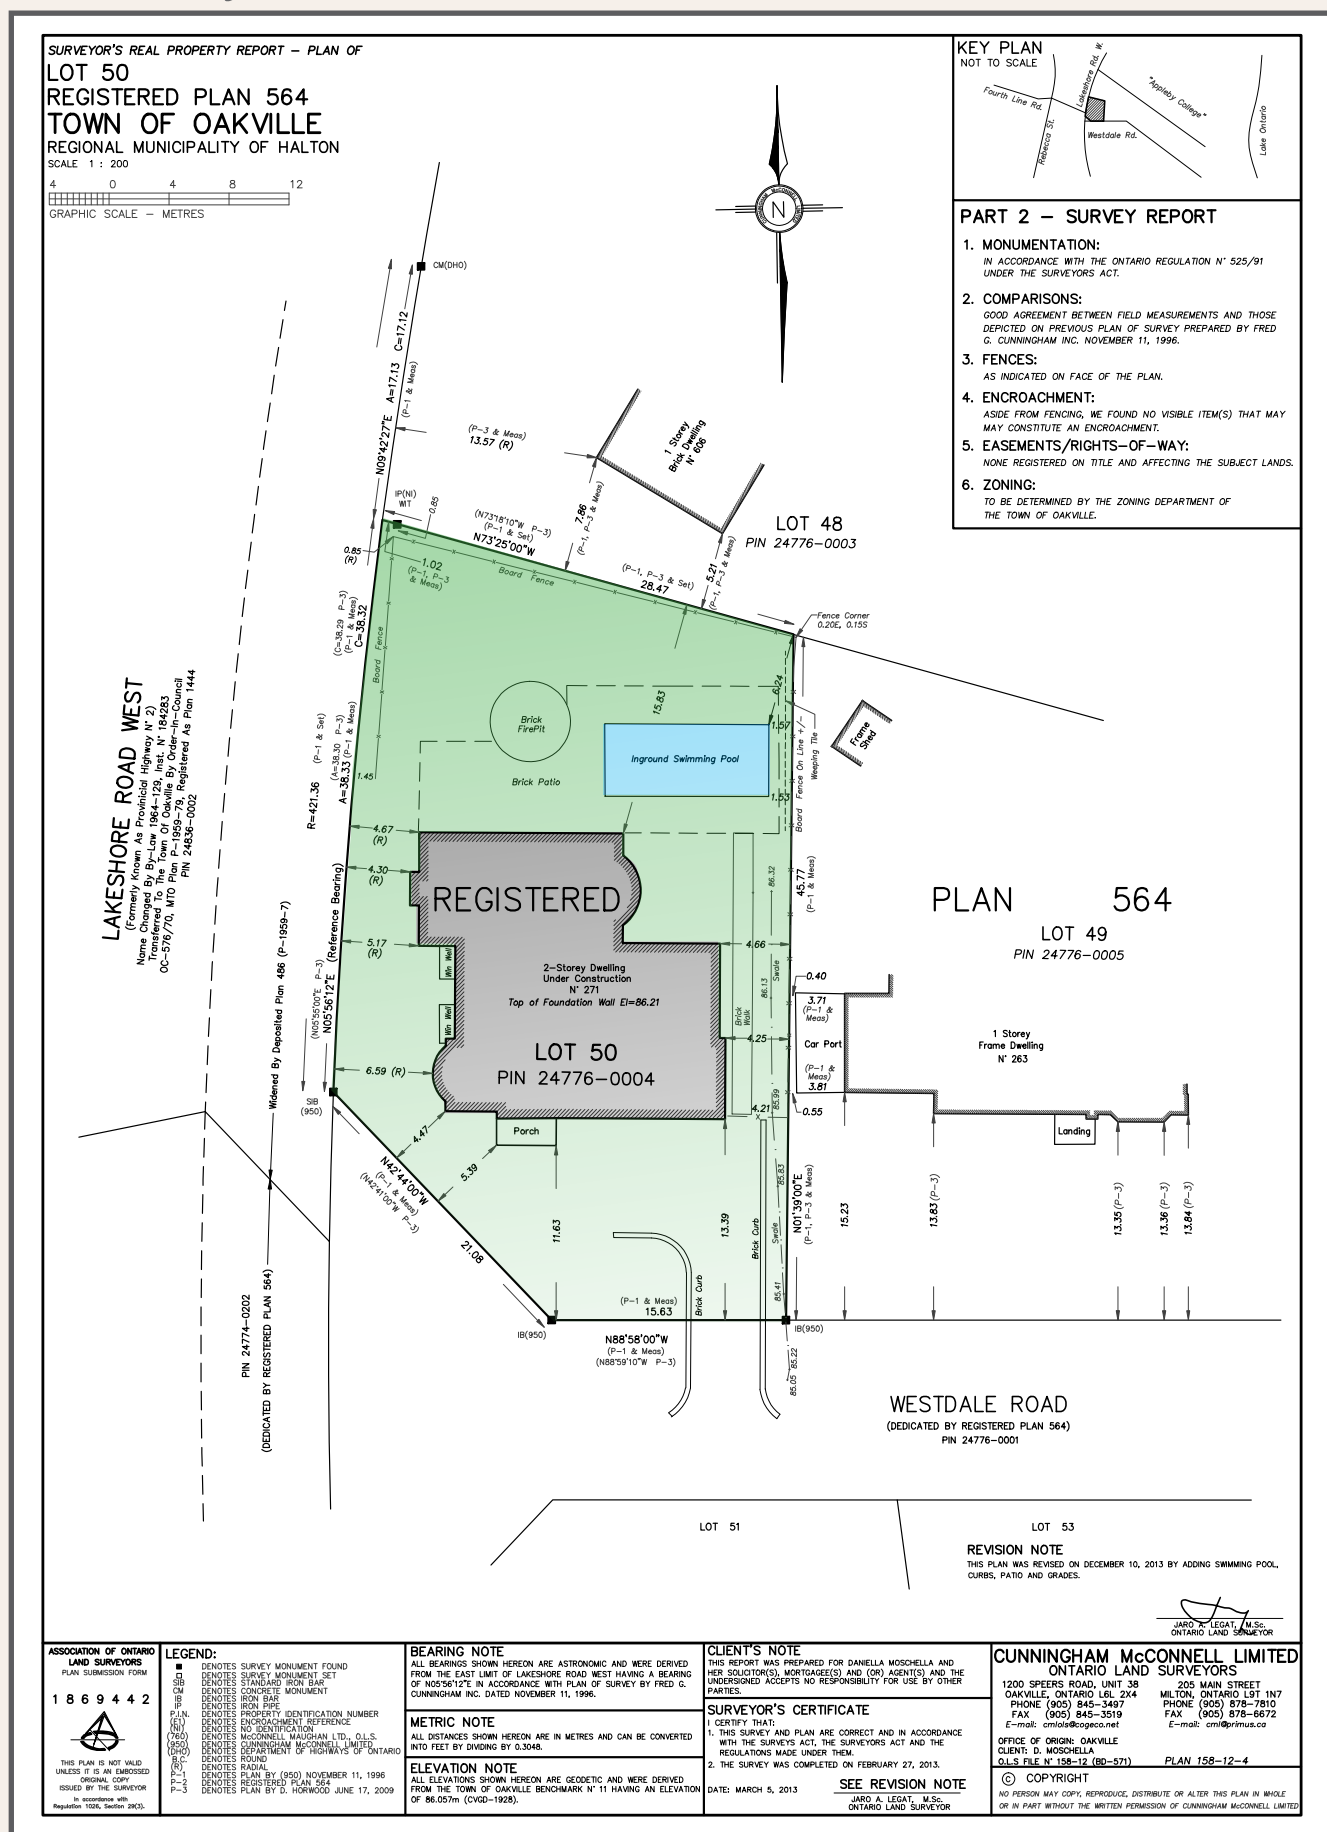 SURVEYOR'S REAL PROPERTY REPORT – PLAN OF
LOT 50
REGISTERED PLAN 564
TOWN OF OAKVILLE
REGIONAL MUNICIPALITY OF HALTON
SCALE 1 : 200
4 0 4 8 12
GRAPHIC SCALE – METRES
KEY PLAN
NOT TO SCALE
Fourth Line Rd.
Lakeshore Rd. W.
"Appleby College"
Rebecca St.
Westdale Rd.
Lake Ontario
N
PART 2 – SURVEY REPORT
1. MONUMENTATION:
IN ACCORDANCE WITH THE ONTARIO REGULATION N° 525/91
UNDER THE SURVEYORS ACT.
2. COMPARISONS:
GOOD AGREEMENT BETWEEN FIELD MEASUREMENTS AND THOSE
DEPICTED ON PREVIOUS PLAN OF SURVEY PREPARED BY FRED
G. CUNNINGHAM INC. NOVEMBER 11, 1996.
3. FENCES:
AS INDICATED ON FACE OF THE PLAN.
4. ENCROACHMENT:
ASIDE FROM FENCING, WE FOUND NO VISIBLE ITEM(S) THAT MAY
MAY CONSTITUTE AN ENCROACHMENT.
5. EASEMENTS/RIGHTS-OF-WAY:
NONE REGISTERED ON TITLE AND AFFECTING THE SUBJECT LANDS.
6. ZONING:
TO BE DETERMINED BY THE ZONING DEPARTMENT OF
THE TOWN OF OAKVILLE.
CM(DHO)
N09°42'27"E A=17.13 C=17.12
(P-1 & Meas)
(P-3 & Meas)
13.57 (R)
1 Storey
Brick Dwelling
N° 606
IP(NI)
WIT
0.85
0.85
(R)
1.02
(P-1, P-3
& Meas)
(N73°18'10"W P-3)
(P-1 & Set)
N73°25'00"W
Board Fence
7.86
(P-1, P-3 & Meas)
(P-1, P-3 & Set)
28.47
5.21
(P-1, P-3 & Meas)
LOT 48
PIN 24776-0003
Fence Corner
0.20E, 0.15S
(C=38.29 P-3)
(P-1 & Meas)
C=38.32
Board Fence
15.83
6.24
1.57
1.53
Brick
FirePit
Inground Swimming Pool
Brick Patio
Board Fence On Line +/-
Weeping Tile
Frame
Shed
LAKESHORE ROAD WEST
(Formerly Known As Provinicial Highway N° 2)
Name Changed By By-Law 1964-129, Inst. N° 184283
Transferred To The Town Of Oakville By Order-In-Council
OC-576/70, MTO Plan P-1959-79, Registered As Plan 1444
PIN 24836-0002
R=421.36 (P-1 & Set)
(A=38.30 P-3)
A=38.33 (P-1 & Meas)
1.45
4.67
(R)
4.30
(R)
5.17
(R)
6.59 (R)
(Reference Bearing)
(N05°55'00"E P-3)
N05°56'12"E
Widened By Deposited Plan 486 (P-1959-7)
SIB
(950)
REGISTERED
PLAN 564
2-Storey Dwelling
Under Construction
N° 271
Top of Foundation Wall El=86.21
Win Well
Win Well
LOT 50
PIN 24776-0004
Porch
86.32
45.77
(P-1 & Meas)
4.66
Swale
86.13
Brick
Walk
4.25
85.99
4.21
LOT 49
PIN 24776-0005
0.40
3.71
(P-1 &
Meas)
Car Port
(P-1 &
Meas)
3.81
0.55
1 Storey
Frame Dwelling
N° 263
Landing
4.47
5.39
N42°44'00"W
(P-1 & Meas)
(N42°41'00"W P-3)
21.08
11.63
13.39
Brick Curb
Brick Curb
85.83
Swale
85.41
N01°39'00"E
(P-1, P-3 & Meas)
15.23
13.83 (P-3)
13.35 (P-3)
13.36 (P-3)
13.84 (P-3)
(P-1 & Meas)
15.63
IB(950)
IB(950)
N88°58'00"W
(P-1 & Meas)
(N88°59'10"W P-3)
85.05 85.22
PIN 24774-0202
(DEDICATED BY REGISTERED PLAN 564)
WESTDALE ROAD
(DEDICATED BY REGISTERED PLAN 564)
PIN 24776-0001
LOT 51
LOT 53
REVISION NOTE
THIS PLAN WAS REVISED ON DECEMBER 10, 2013 BY ADDING SWIMMING POOL,
CURBS, PATIO AND GRADES.
JARO A. LEGAT, M.Sc.
ONTARIO LAND SURVEYOR
ASSOCIATION OF ONTARIO
LAND SURVEYORS
PLAN SUBMISSION FORM
1 8 6 9 4 4 2
THIS PLAN IS NOT VALID
UNLESS IT IS AN EMBOSSED
ORIGINAL COPY
ISSUED BY THE SURVEYOR
In accordance with
Regulation 1026, Section 29(3).
LEGEND:
■ DENOTES SURVEY MONUMENT FOUND
□ DENOTES SURVEY MONUMENT SET
SIB DENOTES STANDARD IRON BAR
CM DENOTES CONCRETE MONUMENT
IB DENOTES IRON BAR
IP DENOTES IRON PIPE
P.I.N. DENOTES PROPERTY IDENTIFICATION NUMBER
(E1) DENOTES ENCROACHMENT REFERENCE
(NI) DENOTES NO IDENTIFICATION
(760) DENOTES McCONNELL MAUGHAN LTD., O.L.S.
(950) DENOTES CUNNINGHAM McCONNELL LIMITED
(DHO) DENOTES DEPARTMENT OF HIGHWAYS OF ONTARIO
B.C. DENOTES ROUND
(R) DENOTES RADIAL
P-1 DENOTES PLAN BY (950) NOVEMBER 11, 1996
P-2 DENOTES REGISTERED PLAN 564
P-3 DENOTES PLAN BY D. HORWOOD JUNE 17, 2009
BEARING NOTE
ALL BEARINGS SHOWN HEREON ARE ASTRONOMIC AND WERE DERIVED
FROM THE EAST LIMIT OF LAKESHORE ROAD WEST HAVING A BEARING
OF N05°56'12"E IN ACCORDANCE WITH PLAN OF SURVEY BY FRED G.
CUNNINGHAM INC. DATED NOVEMBER 11, 1996.
METRIC NOTE
ALL DISTANCES SHOWN HEREON ARE IN METRES AND CAN BE CONVERTED
INTO FEET BY DIVIDING BY 0.3048.
ELEVATION NOTE
ALL ELEVATIONS SHOWN HEREON ARE GEODETIC AND WERE DERIVED
FROM THE TOWN OF OAKVILLE BENCHMARK N° 11 HAVING AN ELEVATION
OF 86.057m (CVGD-1928).
CLIENT'S NOTE
THIS REPORT WAS PREPARED FOR DANIELLA MOSCHELLA AND
HER SOLICITOR(S), MORTGAGEE(S) AND (OR) AGENT(S) AND THE
UNDERSIGNED ACCEPTS NO RESPONSIBILITY FOR USE BY OTHER
PARTIES.
SURVEYOR'S CERTIFICATE
I CERTIFY THAT:
1. THIS SURVEY AND PLAN ARE CORRECT AND IN ACCORDANCE
WITH THE SURVEYS ACT, THE SURVEYORS ACT AND THE
REGULATIONS MADE UNDER THEM.
2. THE SURVEY WAS COMPLETED ON FEBRUARY 27, 2013.
SEE REVISION NOTE
DATE: MARCH 5, 2013
JARO A. LEGAT, M.Sc.
ONTARIO LAND SURVEYOR
CUNNINGHAM McCONNELL LIMITED
ONTARIO LAND SURVEYORS
1200 SPEERS ROAD, UNIT 38
OAKVILLE, ONTARIO L6L 2X4
PHONE (905) 845-3497
FAX (905) 845-3519
E-mail: cmlols@cogeco.net
205 MAIN STREET
MILTON, ONTARIO L9T 1N7
PHONE (905) 878-7810
FAX (905) 878-6672
E-mail: cml@primus.ca
OFFICE OF ORIGIN: OAKVILLE
CLIENT: D. MOSCHELLA
O.L.S FILE N° 158-12 (BD-571)
PLAN 158-12-4
© COPYRIGHT
NO PERSON MAY COPY, REPRODUCE, DISTRIBUTE OR ALTER THIS PLAN IN WHOLE
OR IN PART WITHOUT THE WRITTEN PERMISSION OF CUNNINGHAM McCONNELL LIMITED